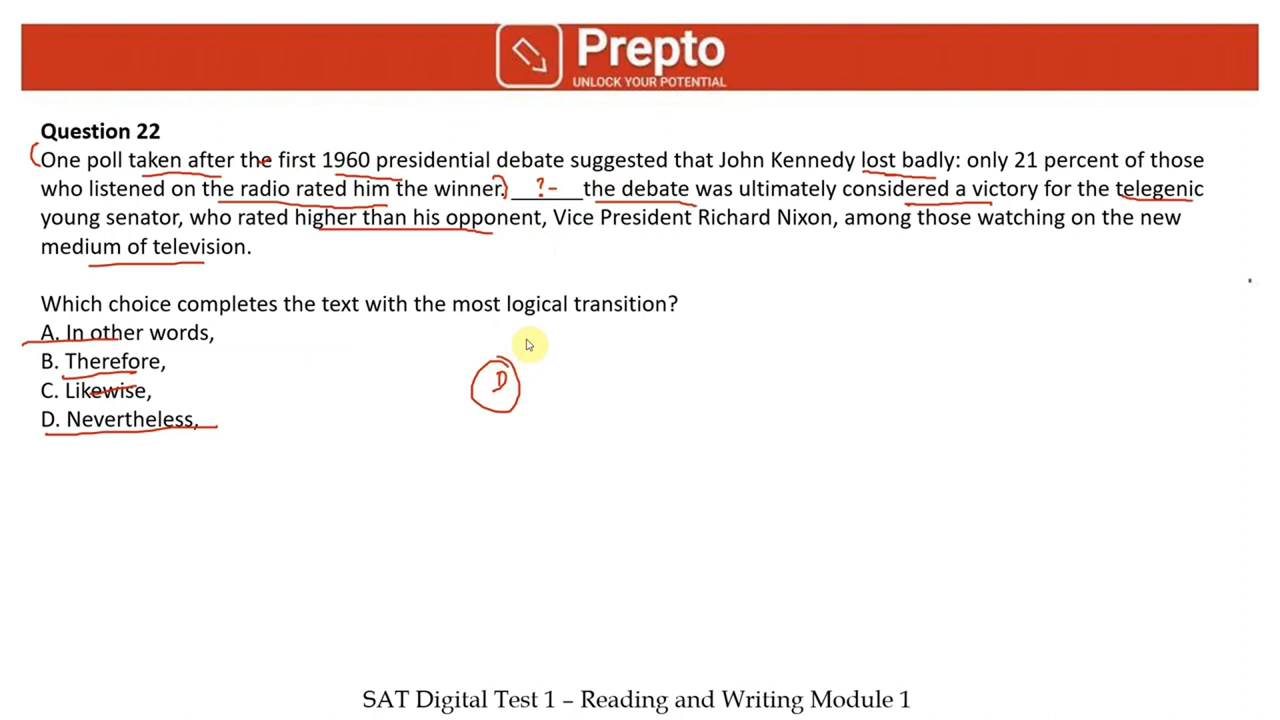 Prepto
UNLOCK YOUR POTENTIAL
Question 22
One poll taken after the first 1960 presidential debate suggested that John Kennedy lost badly: only 21 percent of those
who listened on the radio rated him the winner. ? the debate was ultimately considered a victory for the telegenic
young senator, who rated higher than his opponent, Vice President Richard Nixon, among those watching on the new
medium of television.
Which choice completes the text with the most logical transition?
A. In other words,
B. Therefore,
C. Likewise,
D. Nevertheless,
D
SAT Digital Test 1 – Reading and Writing Module 1